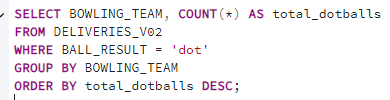 SELECT BOWLING_TEAM, COUNT(*) AS total_dotballs
FROM DELIVERIES_V02
WHERE BALL_RESULT = 'dot'
GROUP BY BOWLING_TEAM
ORDER BY total_dotballs DESC;